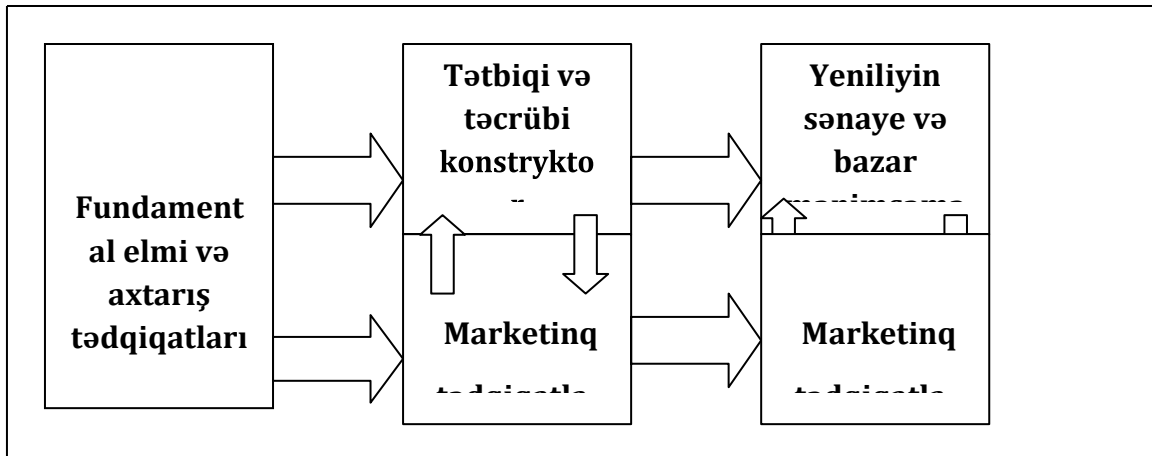 Fundament
al elmi və
axtarış
tədqiqatları
Tətbiqi və
təcrübi
konstrykto
Marketinq
Yeniliyin
sənaye və
bazar
Marketinq